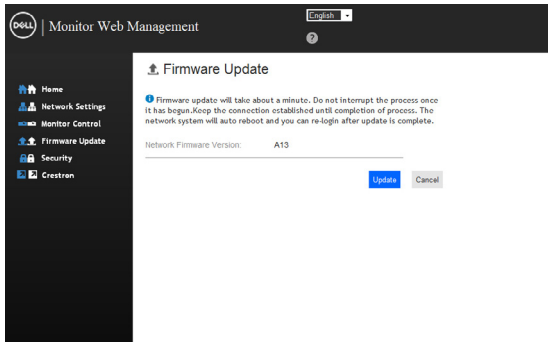 DELL | Monitor Web Management
English
?
Firmware Update
Home
Network Settings
Monitor Control
Firmware Update
Security
Crestron
Firmware update will take about a minute. Do not interrupt the process once
it has begun.Keep the connection established until completion of process. The
network system will auto reboot and you can re-login after update is complete.
Network Firmware Version: A13
Update Cancel